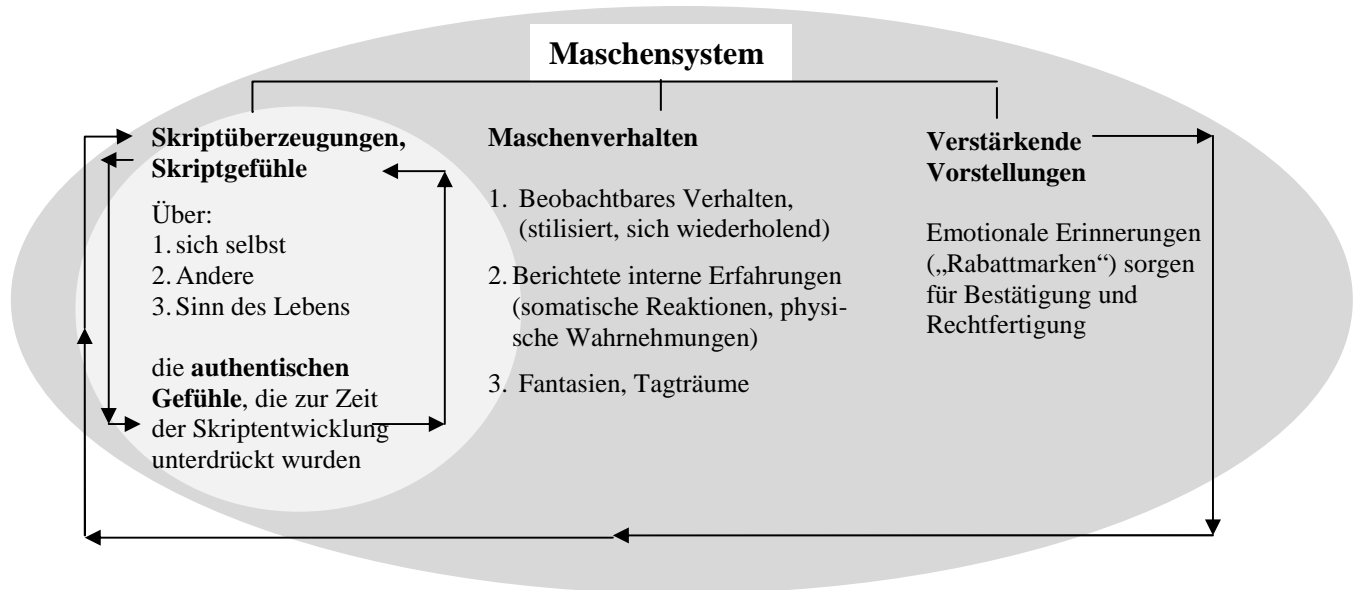 Maschensystem
Skriptüberzeugungen,
Skriptgefühle
Über:
1. sich selbst
2. Andere
3. Sinn des Lebens
die authentischen
Gefühle, die zur Zeit
der Skriptentwicklung
unterdrückt wurden
Maschenverhalten
1. Beobachtbares Verhalten,
(stilisiert, sich wiederholend)
2. Berichtete interne Erfahrungen
(somatische Reaktionen, physi-
sche Wahrnehmungen)
3. Fantasien, Tagträume
Verstärkende
Vorstellungen
Emotionale Erinnerungen
(„Rabattmarken“) sorgen
für Bestätigung und
Rechtfertigung